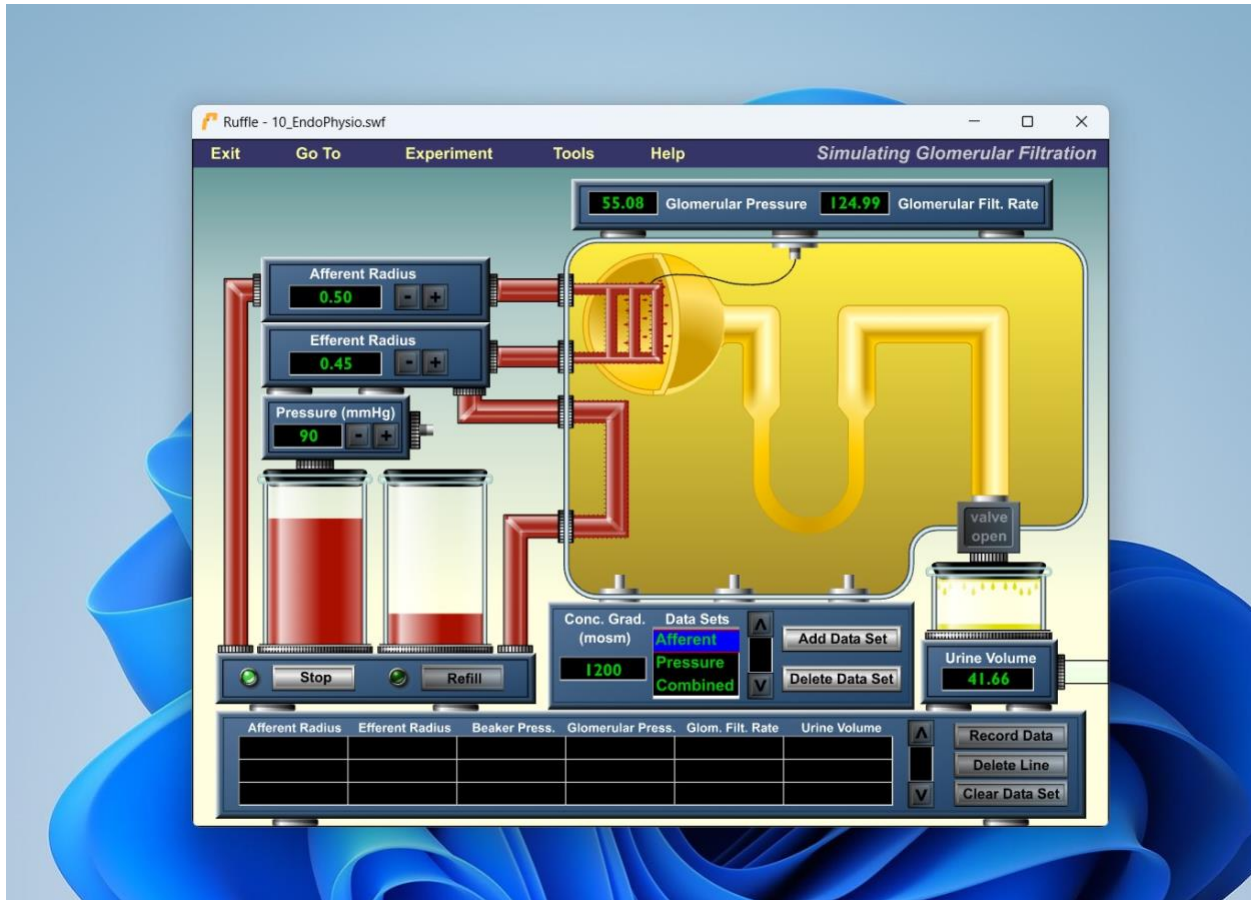 Ruffle - 10_EndoPhysio.swf
Exit Go To Experiment Tools Help Simulating Glomerular Filtration
55.08 Glomerular Pressure 124.99 Glomerular Filt. Rate
Afferent Radius
0.50 - +
Efferent Radius
0.45 - +
Pressure (mmHg)
90 - +
valve
open
Conc. Grad.
(mosm)
1200
Data Sets
Afferent
Pressure
Combined
Λ
V
Add Data Set
Delete Data Set
Urine Volume
41.66
Stop Refill
Afferent Radius Efferent Radius Beaker Press. Glomerular Press. Glom. Filt. Rate Urine Volume
Λ
V
Record Data
Delete Line
Clear Data Set